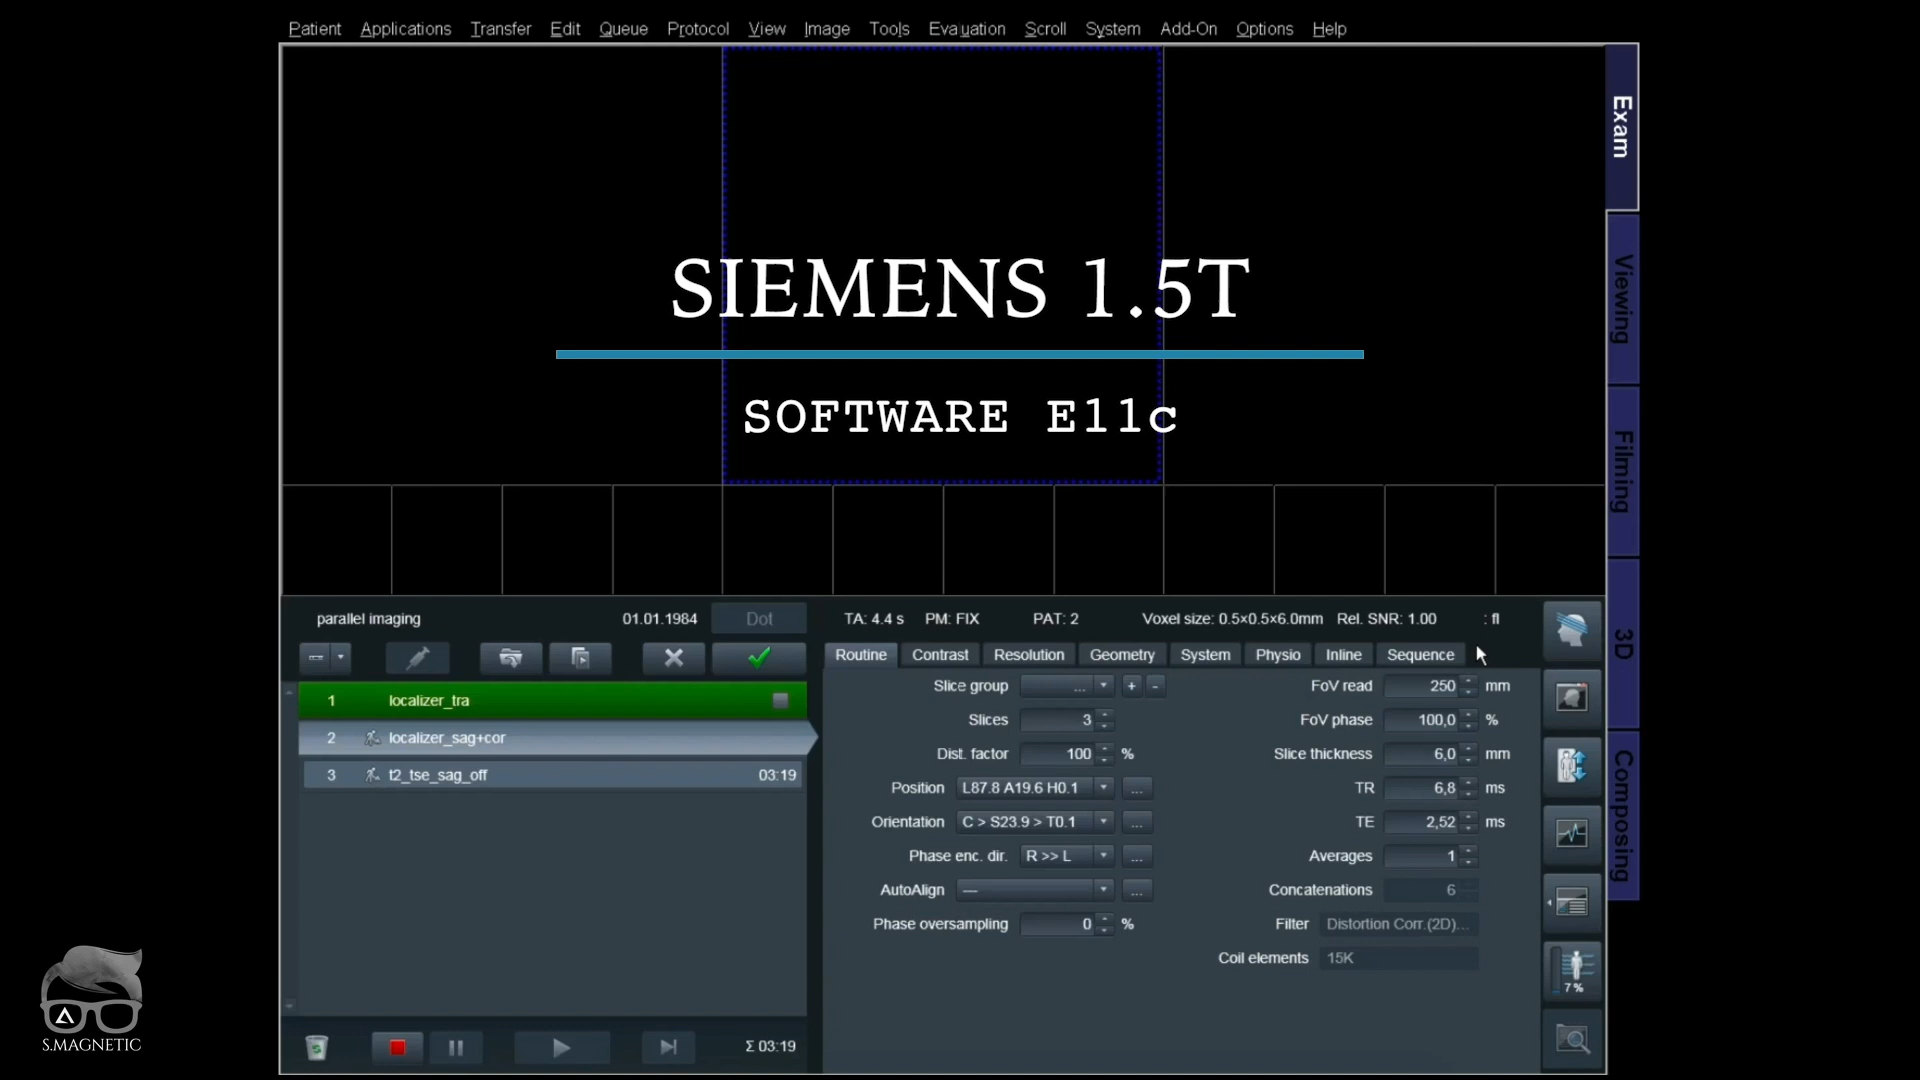 Patient Applications Transfer Edit Queue Protocol View Image Tools Evaluation Scroll System Add-On Options Help
SIEMENS 1.5T
SOFTWARE E11c
Exam
Viewing
Filming
3D
Composing
parallel imaging 01.01.1984 Dot
TA: 4.4 s PM: FIX PAT: 2 Voxel size: 0.5×0.5×6.0mm Rel. SNR: 1.00 : fl
Routine Contrast Resolution Geometry System Physio Inline Sequence
1 localizer_tra
2 localizer_sag+cor
3 t2_tse_sag_off 03:19
Σ 03:19
Slice group ... + -
Slices 3
Dist. factor 100 %
Position L87.8 A19.6 H0.1 ...
Orientation C > S23.9 > T0.1 ...
Phase enc. dir. R >> L ...
AutoAlign --- ...
Phase oversampling 0 %
FoV read 250 mm
FoV phase 100,0 %
Slice thickness 6,0 mm
TR 6,8 ms
TE 2,52 ms
Averages 1
Concatenations 6
Filter Distortion Corr.(2D)...
Coil elements 15K
7 %
S.MAGNETIC